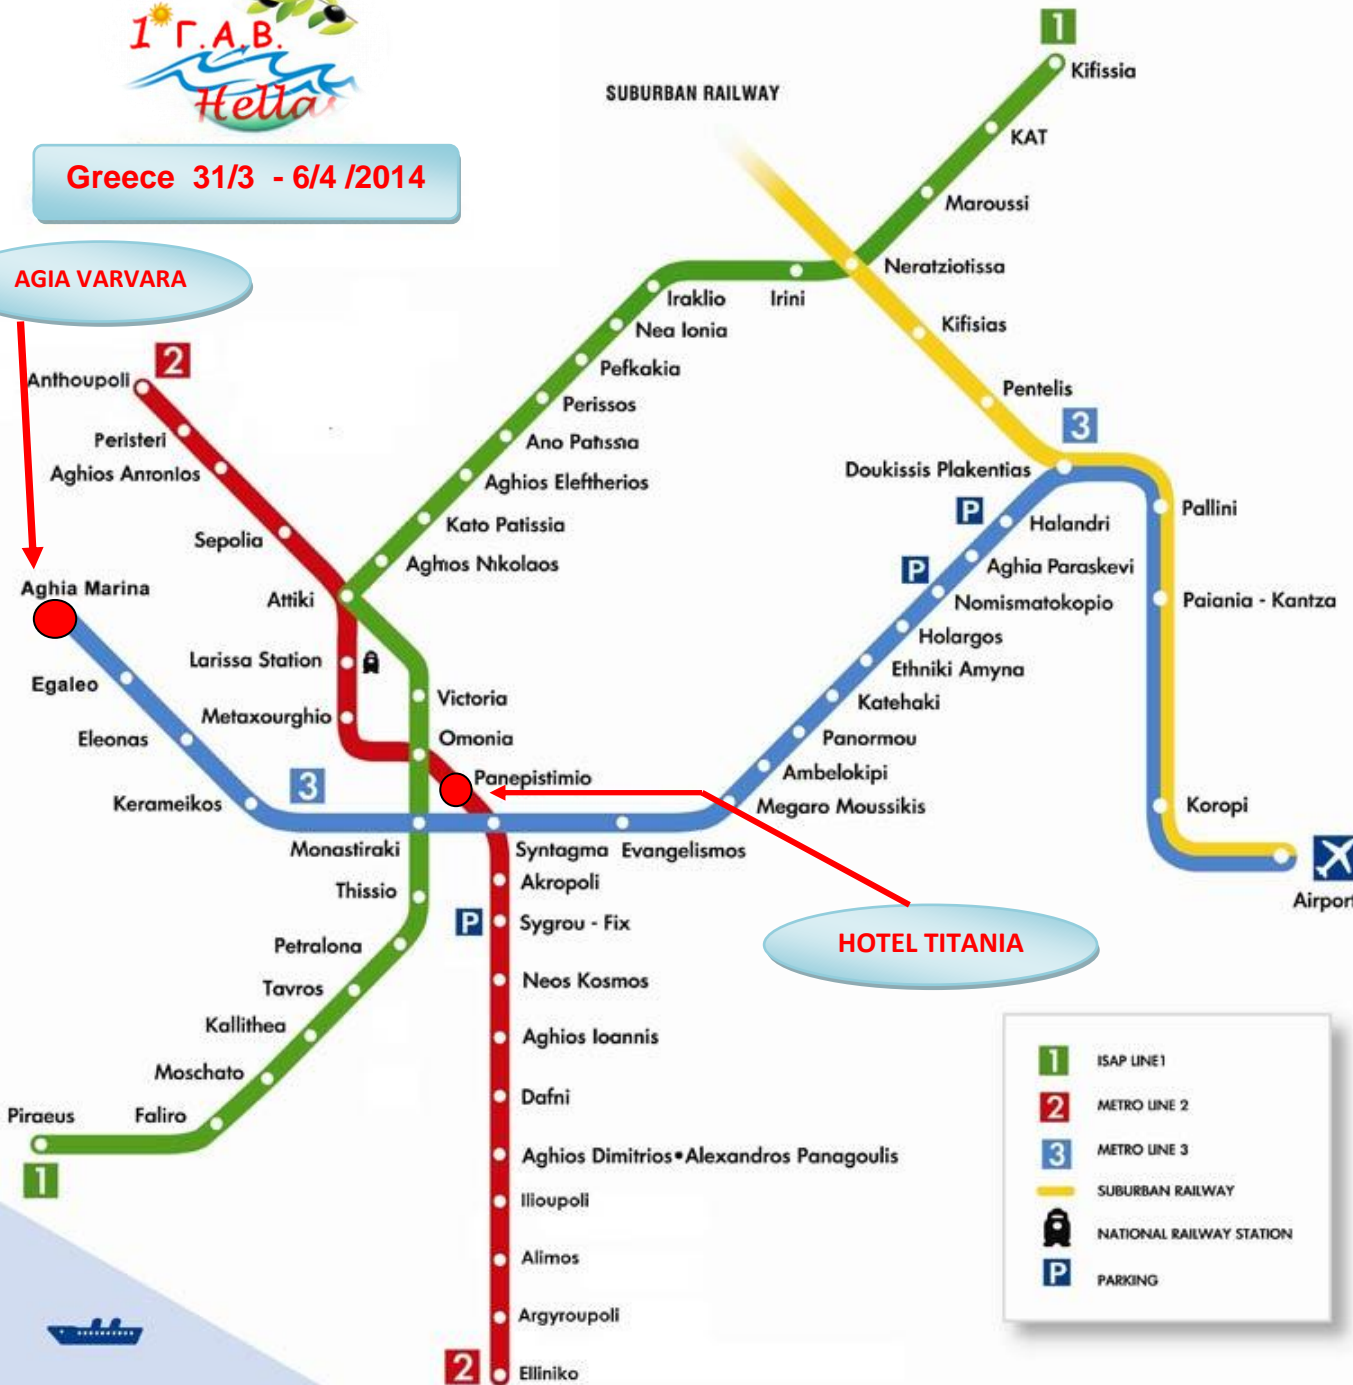 1° Γ.Α.Β.
Hellas
Greece 31/3 - 6/4 /2014
AGIA VARVARA
SUBURBAN RAILWAY
1
Kifissia
KAT
Maroussi
Neratziotissa
Irini
Iraklio
Nea Ionia
Pefkakia
Perissos
Ano Patissia
Aghios Eleftherios
Kato Patissia
Aghios Nikolaos
Kifisias
Pentelis
3
Doukissis Plakentias
Pallini
Paiania - Kantza
Koropi
Airport
P
Halandri
Aghia Paraskevi
P
Nomismatokopio
Holargos
Ethniki Amyna
Katehaki
Panormou
Ambelokipi
Megaro Moussikis
2
Anthoupoli
Peristeri
Aghios Antonios
Sepolia
Attiki
Larissa Station
Metaxourghio
Victoria
Omonia
Panepistimio
Aghia Marina
Egaleo
Eleonas
Kerameikos
3
Monastiraki
Syntagma
Evangelismos
Thissio
Petralona
Tavros
Kallithea
Moschato
Faliro
Piraeus
1
Akropoli
P
Sygrou - Fix
Neos Kosmos
Aghios Ioannis
Dafni
Aghios Dimitrios•Alexandros Panagoulis
Ilioupoli
Alimos
Argyroupoli
2
Elliniko
HOTEL TITANIA
1 ISAP LINE1
2 METRO LINE 2
3 METRO LINE 3
SUBURBAN RAILWAY
NATIONAL RAILWAY STATION
P PARKING